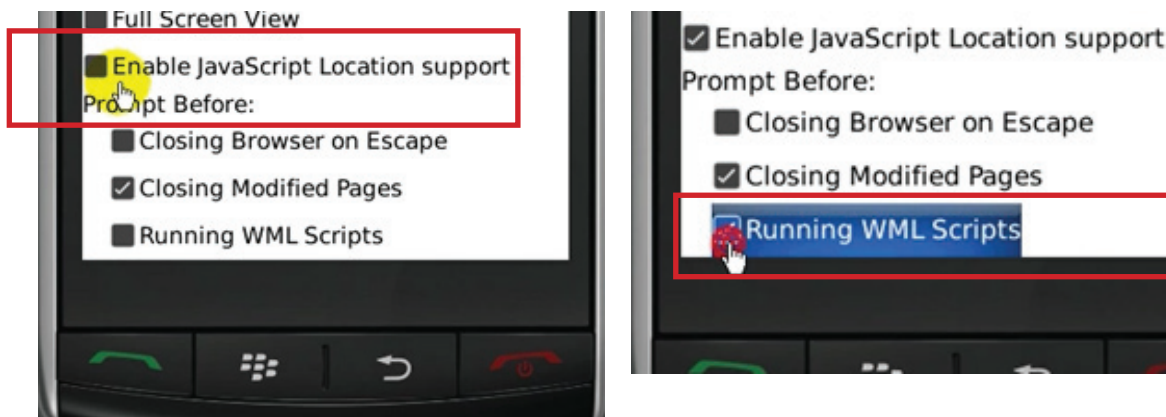 Full Screen View
Enable JavaScript Location support
Prompt Before:
Closing Browser on Escape
Closing Modified Pages
Running WML Scripts
Enable JavaScript Location support
Prompt Before:
Closing Browser on Escape
Closing Modified Pages
Running WML Scripts